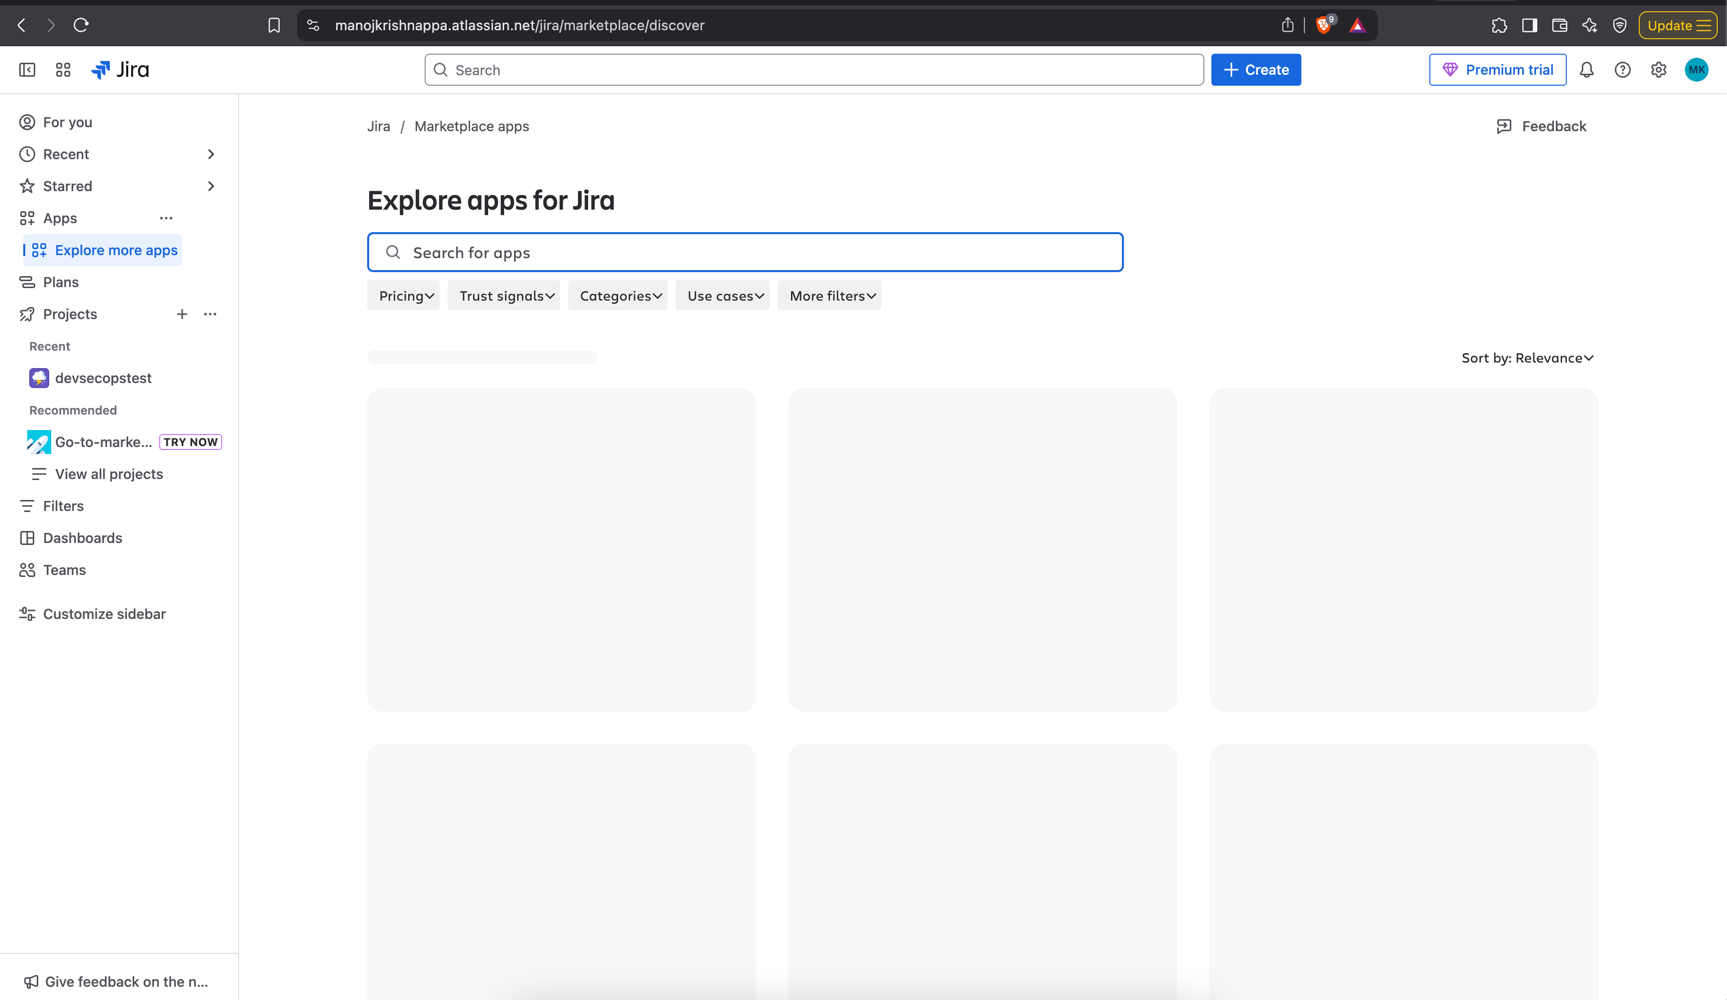 manojkrishnappa.atlassian.net/jira/marketplace/discover
9
Update
Jira
Search
Create
Premium trial
MK
For you
Recent
Starred
Apps
Explore more apps
Plans
Projects
Recent
devsecopstest
Recommended
Go-to-marke... TRY NOW
View all projects
Filters
Dashboards
Teams
Customize sidebar
Give feedback on the n...
Jira / Marketplace apps
Feedback
Explore apps for Jira
Search for apps
Pricing Trust signals Categories Use cases More filters
Sort by: Relevance